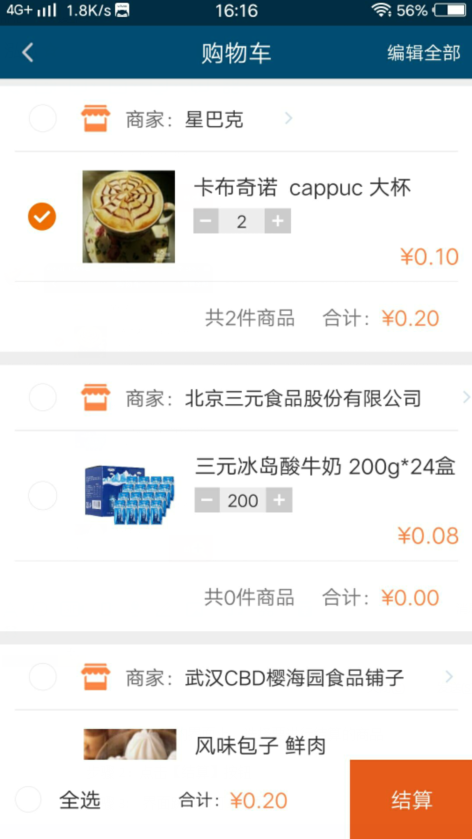 4G+ 1.8K/s 16:16 56%
购物车 编辑全部
商家：星巴克
卡布奇诺 cappuc 大杯
− 2 +
¥0.10
共2件商品 合计：¥0.20
商家：北京三元食品股份有限公司
三元冰岛酸牛奶 200g*24盒
− 200 +
¥0.08
共0件商品 合计：¥0.00
商家：武汉CBD樱海园食品铺子
风味包子 鲜肉
全选 合计：¥0.20 结算